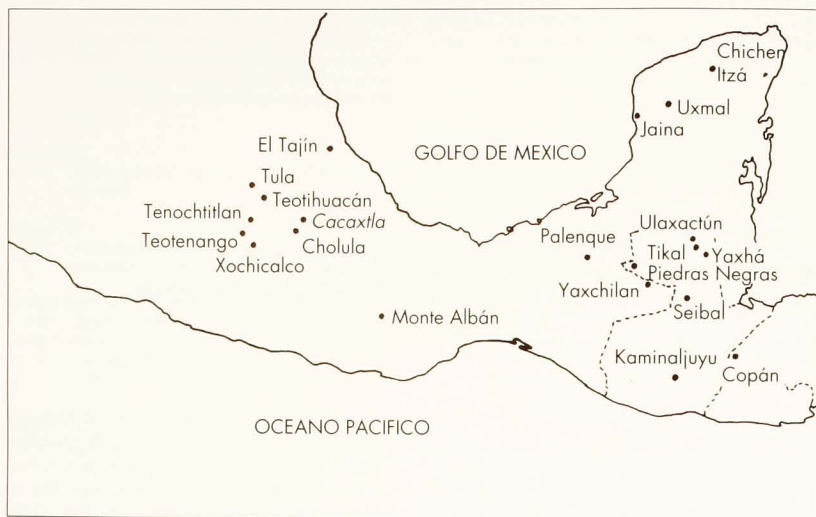 Chichen
Itzá
Uxmal
Jaina
El Tajín
GOLFO DE MEXICO
Tula
Teotihuacán
Tenochtitlan
Cacaxtla
Teotenango
Cholula
Xochicalco
Ulaxactún
Palenque
Tikal
Yaxhá
Piedras Negras
Yaxchilan
Seibal
Monte Albán
Kaminaljuyu
Copán
OCEANO PACIFICO